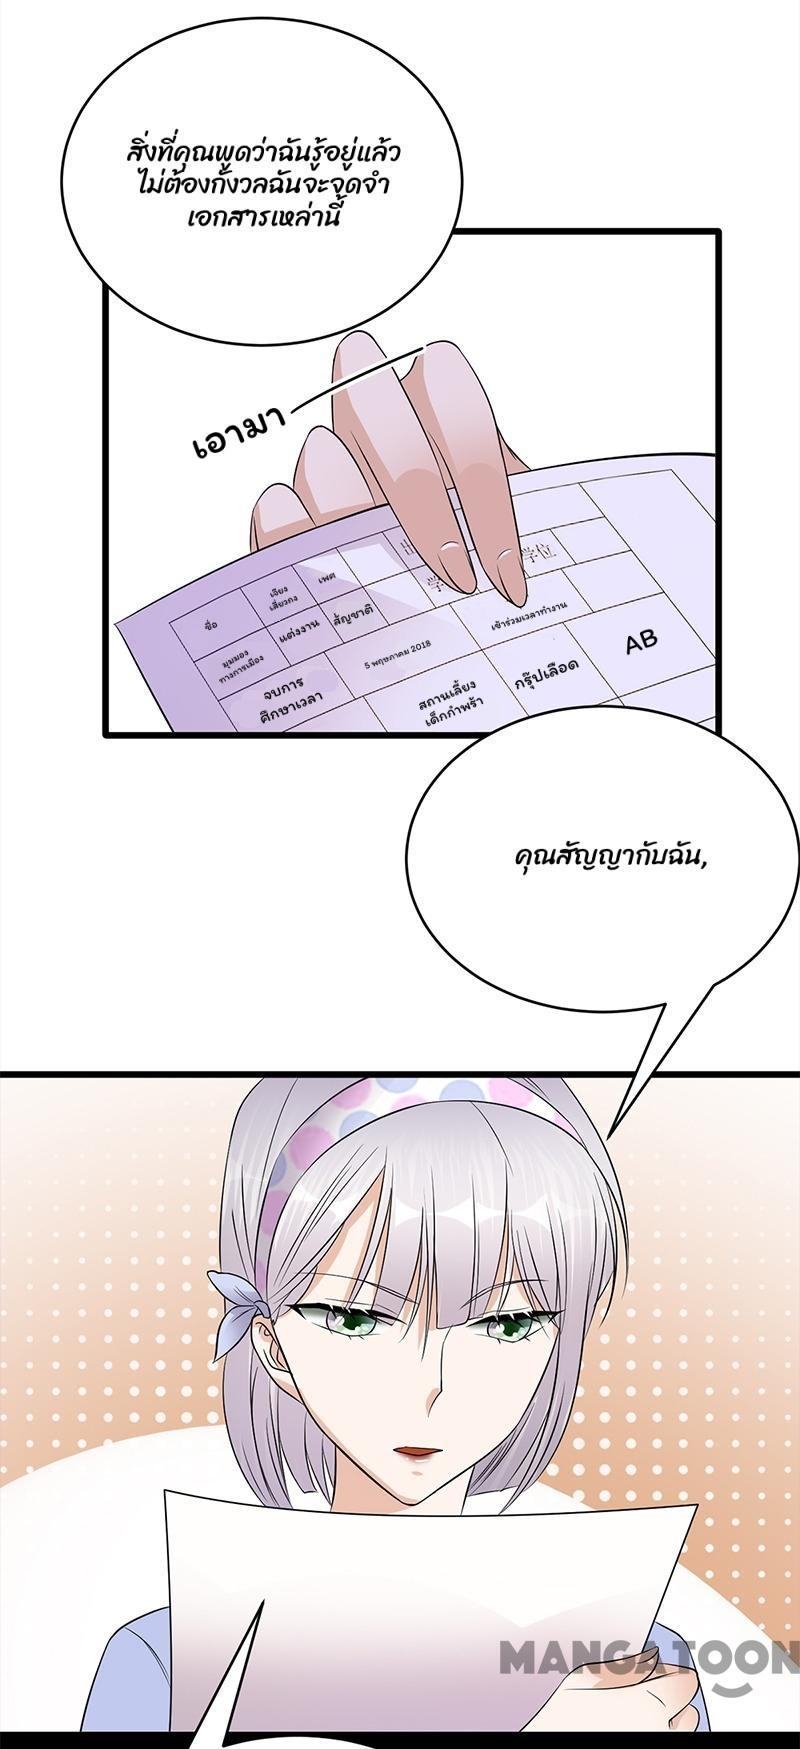 สิ่งที่คุณพูดว่าฉันรู้อยู่แล้ว
ไม่ต้องกังวลฉันจะจดจำ
เอกสารเหล่านี้
เอามา
学位
学
ชื่อ
เจียง
เสี่ยวกง
เพศ
มุมมอง
ทางการเมือง
แต่งงาน
สัญชาติ
จบการ
ศึกษาเวลา
5 พฤษภาคม 2018
เข้าร่วมเวลาทำงาน
สถานเลี้ยง
เด็กกำพร้า
กรุ๊ปเลือด
AB
คุณสัญญากับฉัน,
MANGATOON